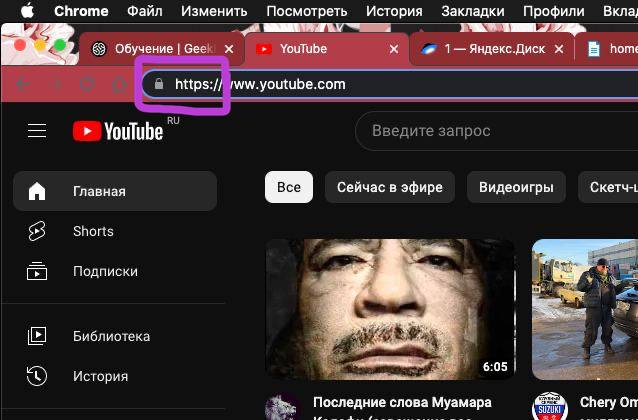 Chrome Файл Изменить Посмотреть История Закладки Профили Вклад
Обучение | Geek
YouTube
1 — Яндекс.Диск
home
https://www.youtube.com
YouTube RU
Введите запрос
Все
Сейчас в эфире
Видеоигры
Скетч-ш
Главная
Shorts
Подписки
Библиотека
История
6:05
Последние слова Муамара
КЛУБНЫЙ СЕРВИС
SUZUKI
Chery Om